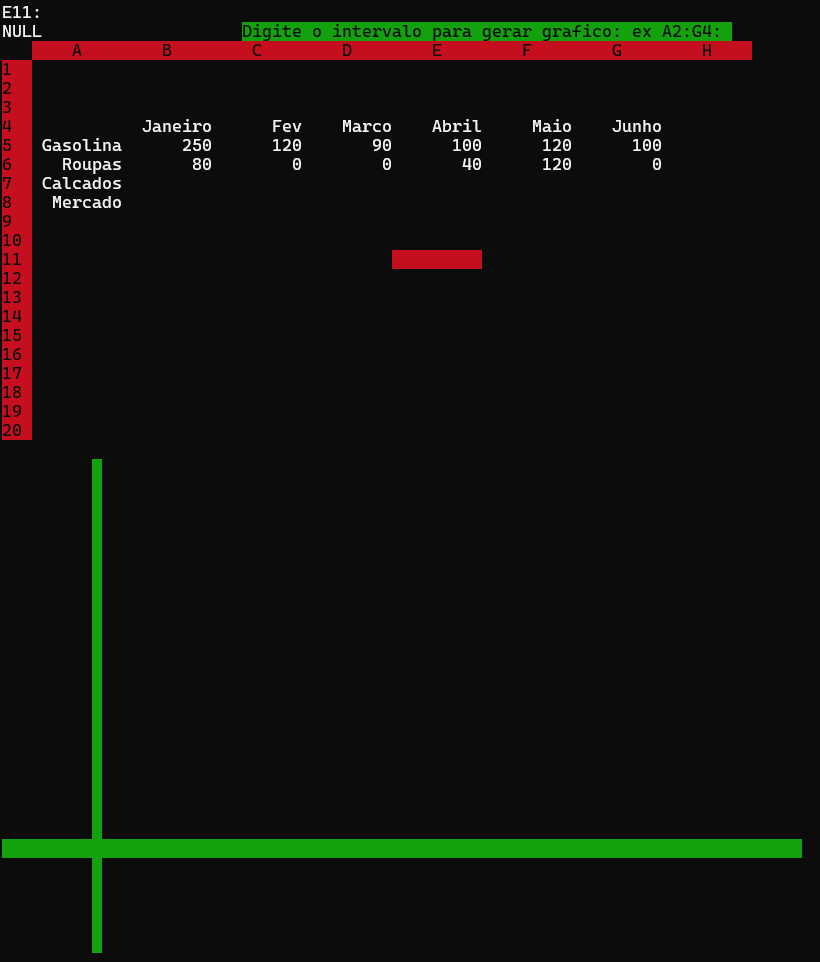 E11:
NULL Digite o intervalo para gerar grafico: ex A2:G4:
A B C D E F G H
1
2
3
4 Janeiro Fev Marco Abril Maio Junho
5 Gasolina 250 120 90 100 120 100
6 Roupas 80 0 0 40 120 0
7 Calcados
8 Mercado
9
10
11
12
13
14
15
16
17
18
19
20